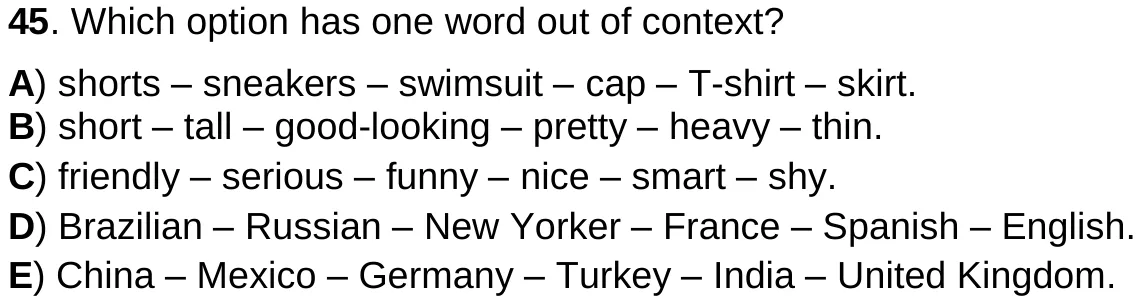 45. Which option has one word out of context?
A) shorts – sneakers – swimsuit – cap – T-shirt – skirt.
B) short – tall – good-looking – pretty – heavy – thin.
C) friendly – serious – funny – nice – smart – shy.
D) Brazilian – Russian – New Yorker – France – Spanish – English.
E) China – Mexico – Germany – Turkey – India – United Kingdom.